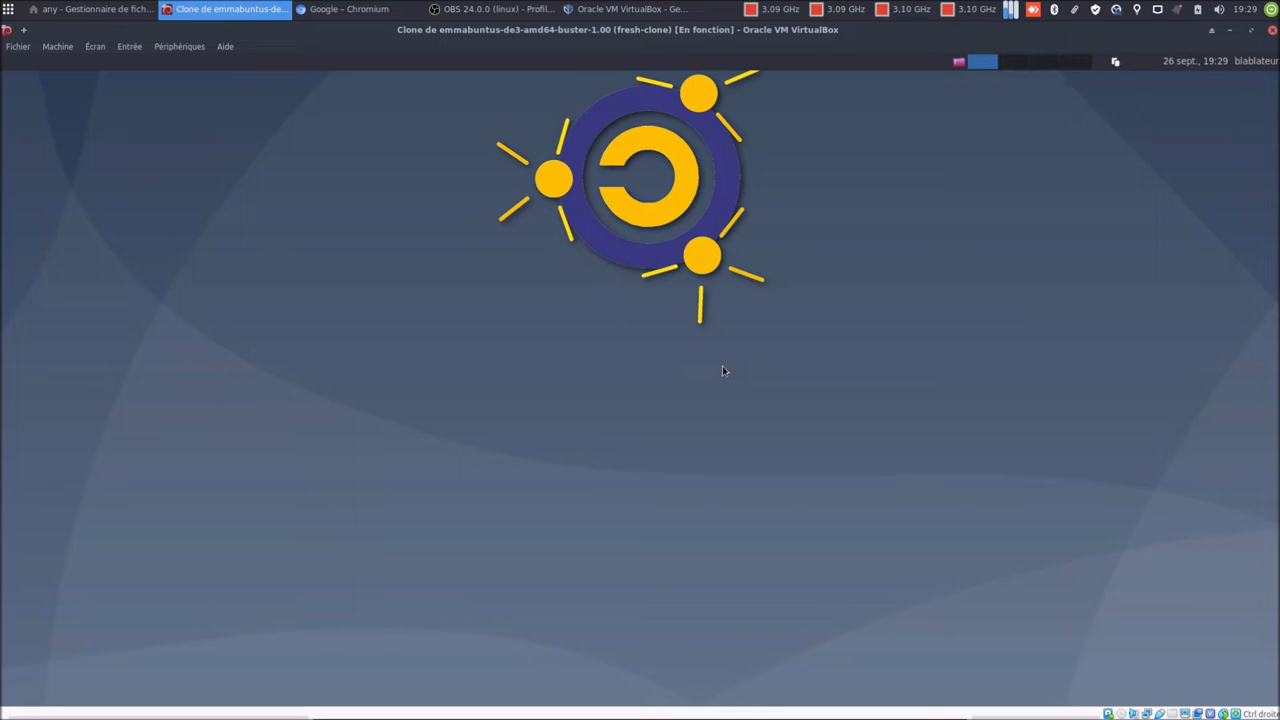 any - Gestionnaire de fich... Clone de emmabuntus-de... Google – Chromium OBS 24.0.0 (linux) - Profil... Oracle VM VirtualBox - Ge... 3,09 GHz 3,09 GHz 3,10 GHz 3,10 GHz 19:29
Clone de emmabuntus-de3-amd64-buster-1.00 (fresh-clone) [En fonction] - Oracle VM VirtualBox
Fichier Machine Écran Entrée Périphériques Aide
26 sept., 19:29 blablateur
Ctrl droite